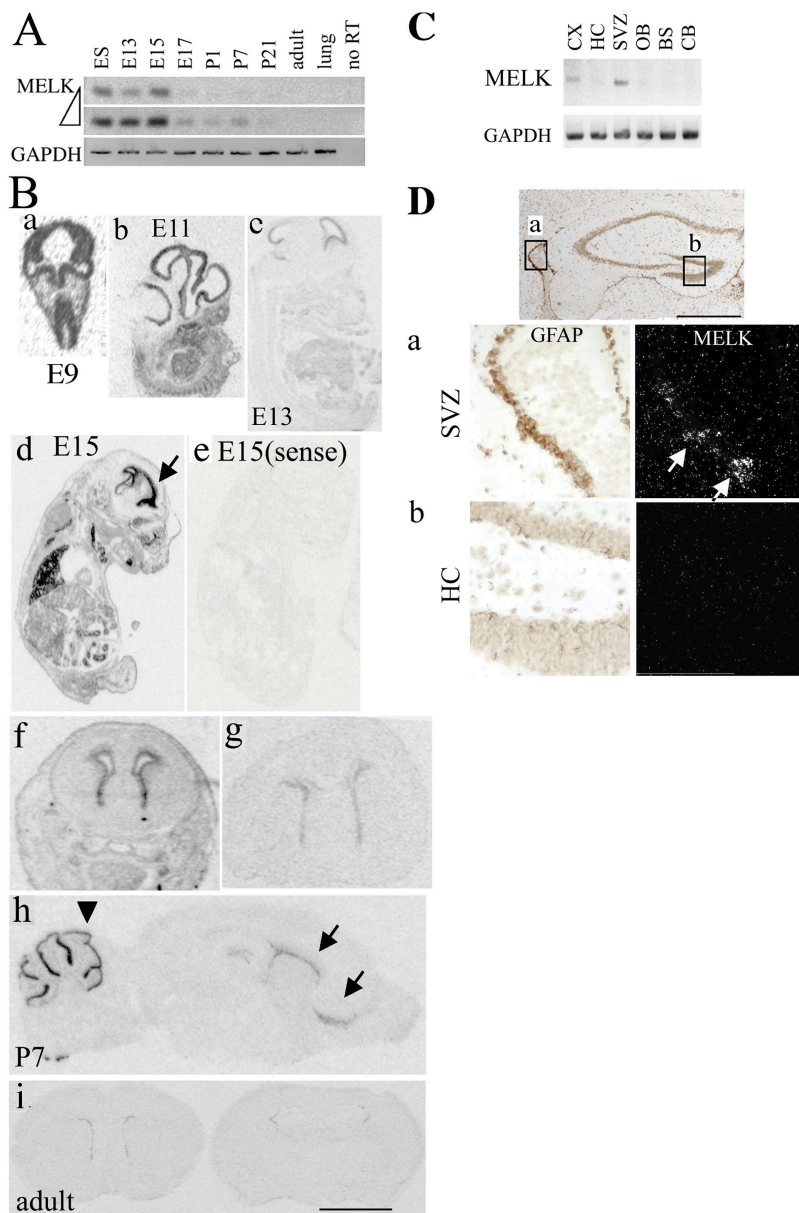 A
ES E13 E15 E17 P1 P7 P21 adult lung no RT
MELK
GAPDH
B
a
E9
b
E11
c
E13
d
E15
e
E15(sense)
f
g
h
P7
i
adult
C
CX HC SVZ OB BS CB
MELK
GAPDH
D
a
b
a
GFAP
MELK
SVZ
b
HC